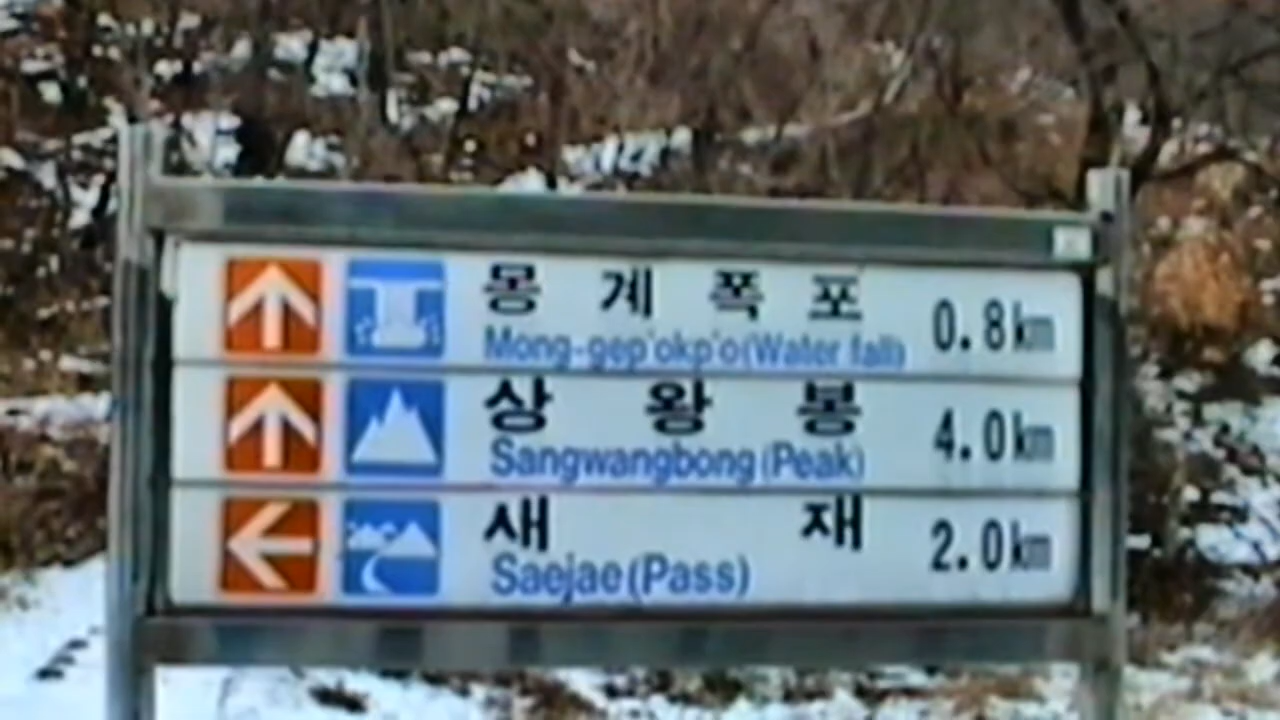 몽계폭포 0.8km
Mong-gep'okp'o(Water fall)
상왕봉 4.0km
Sangwangbong(Peak)
새재 2.0km
Saejae(Pass)